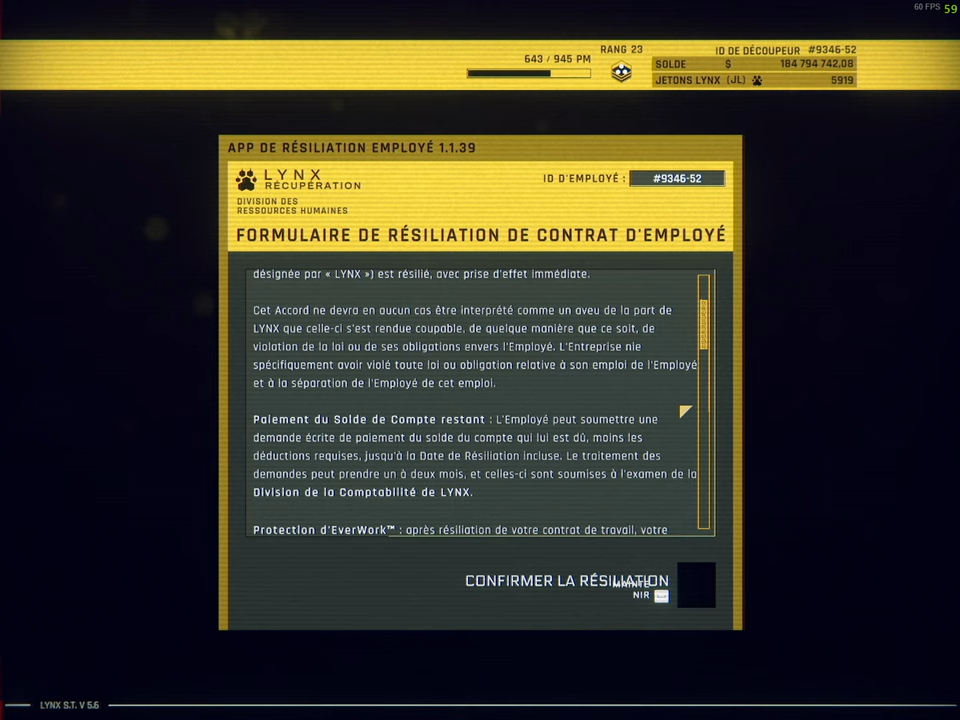 60 FPS 59
643 / 945 PM
RANG 23
ID DE DÉCOUPEUR #9346-52
SOLDE $ 184 794 742,08
JETONS LYNX (JL) 5919
APP DE RÉSILIATION EMPLOYÉ 1.1.39
LYNX
RÉCUPÉRATION
ID D'EMPLOYÉ : #9346-52
DIVISION DES
RESSOURCES HUMAINES
FORMULAIRE DE RÉSILIATION DE CONTRAT D'EMPLOYÉ
désignée par « LYNX ») est résilié, avec prise d'effet immédiate.
Cet Accord ne devra en aucun cas être interprété comme un aveu de la part de
LYNX que celle-ci s'est rendue coupable, de quelque manière que ce soit, de
violation de la loi ou de ses obligations envers l'Employé. L'Entreprise nie
spécifiquement avoir violé toute loi ou obligation relative à son emploi de l'Employé
et à la séparation de l'Employé de cet emploi.
Paiement du Solde de Compte restant : L'Employé peut soumettre une
demande écrite de paiement du solde du compte qui lui est dû, moins les
déductions requises, jusqu'à la Date de Résiliation incluse. Le traitement des
demandes peut prendre un à deux mois, et celles-ci sont soumises à l'examen de la
Division de la Comptabilité de LYNX.
Protection d'EverWork™ : après résiliation de votre contrat de travail, votre
CONFIRMER LA RÉSILIATION
MAINTE
NIR
LYNX S.T. V 5.6